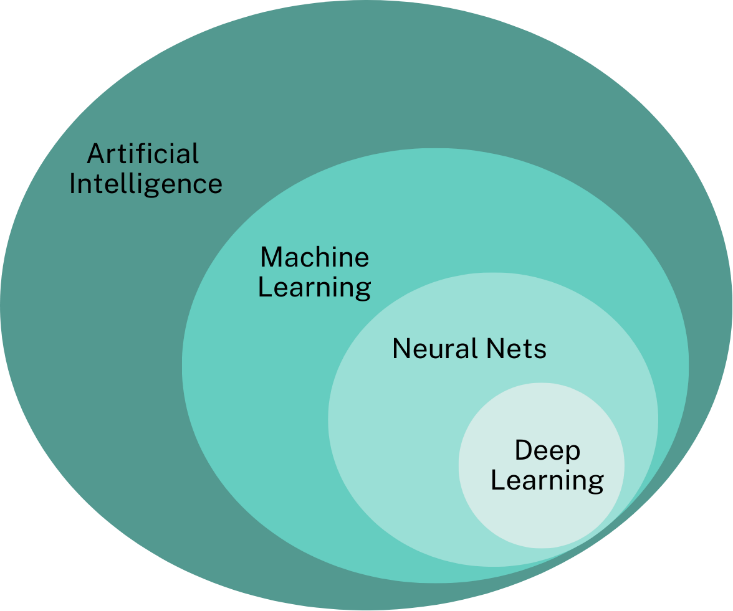 Artificial
Intelligence
Machine
Learning
Neural Nets
Deep
Learning